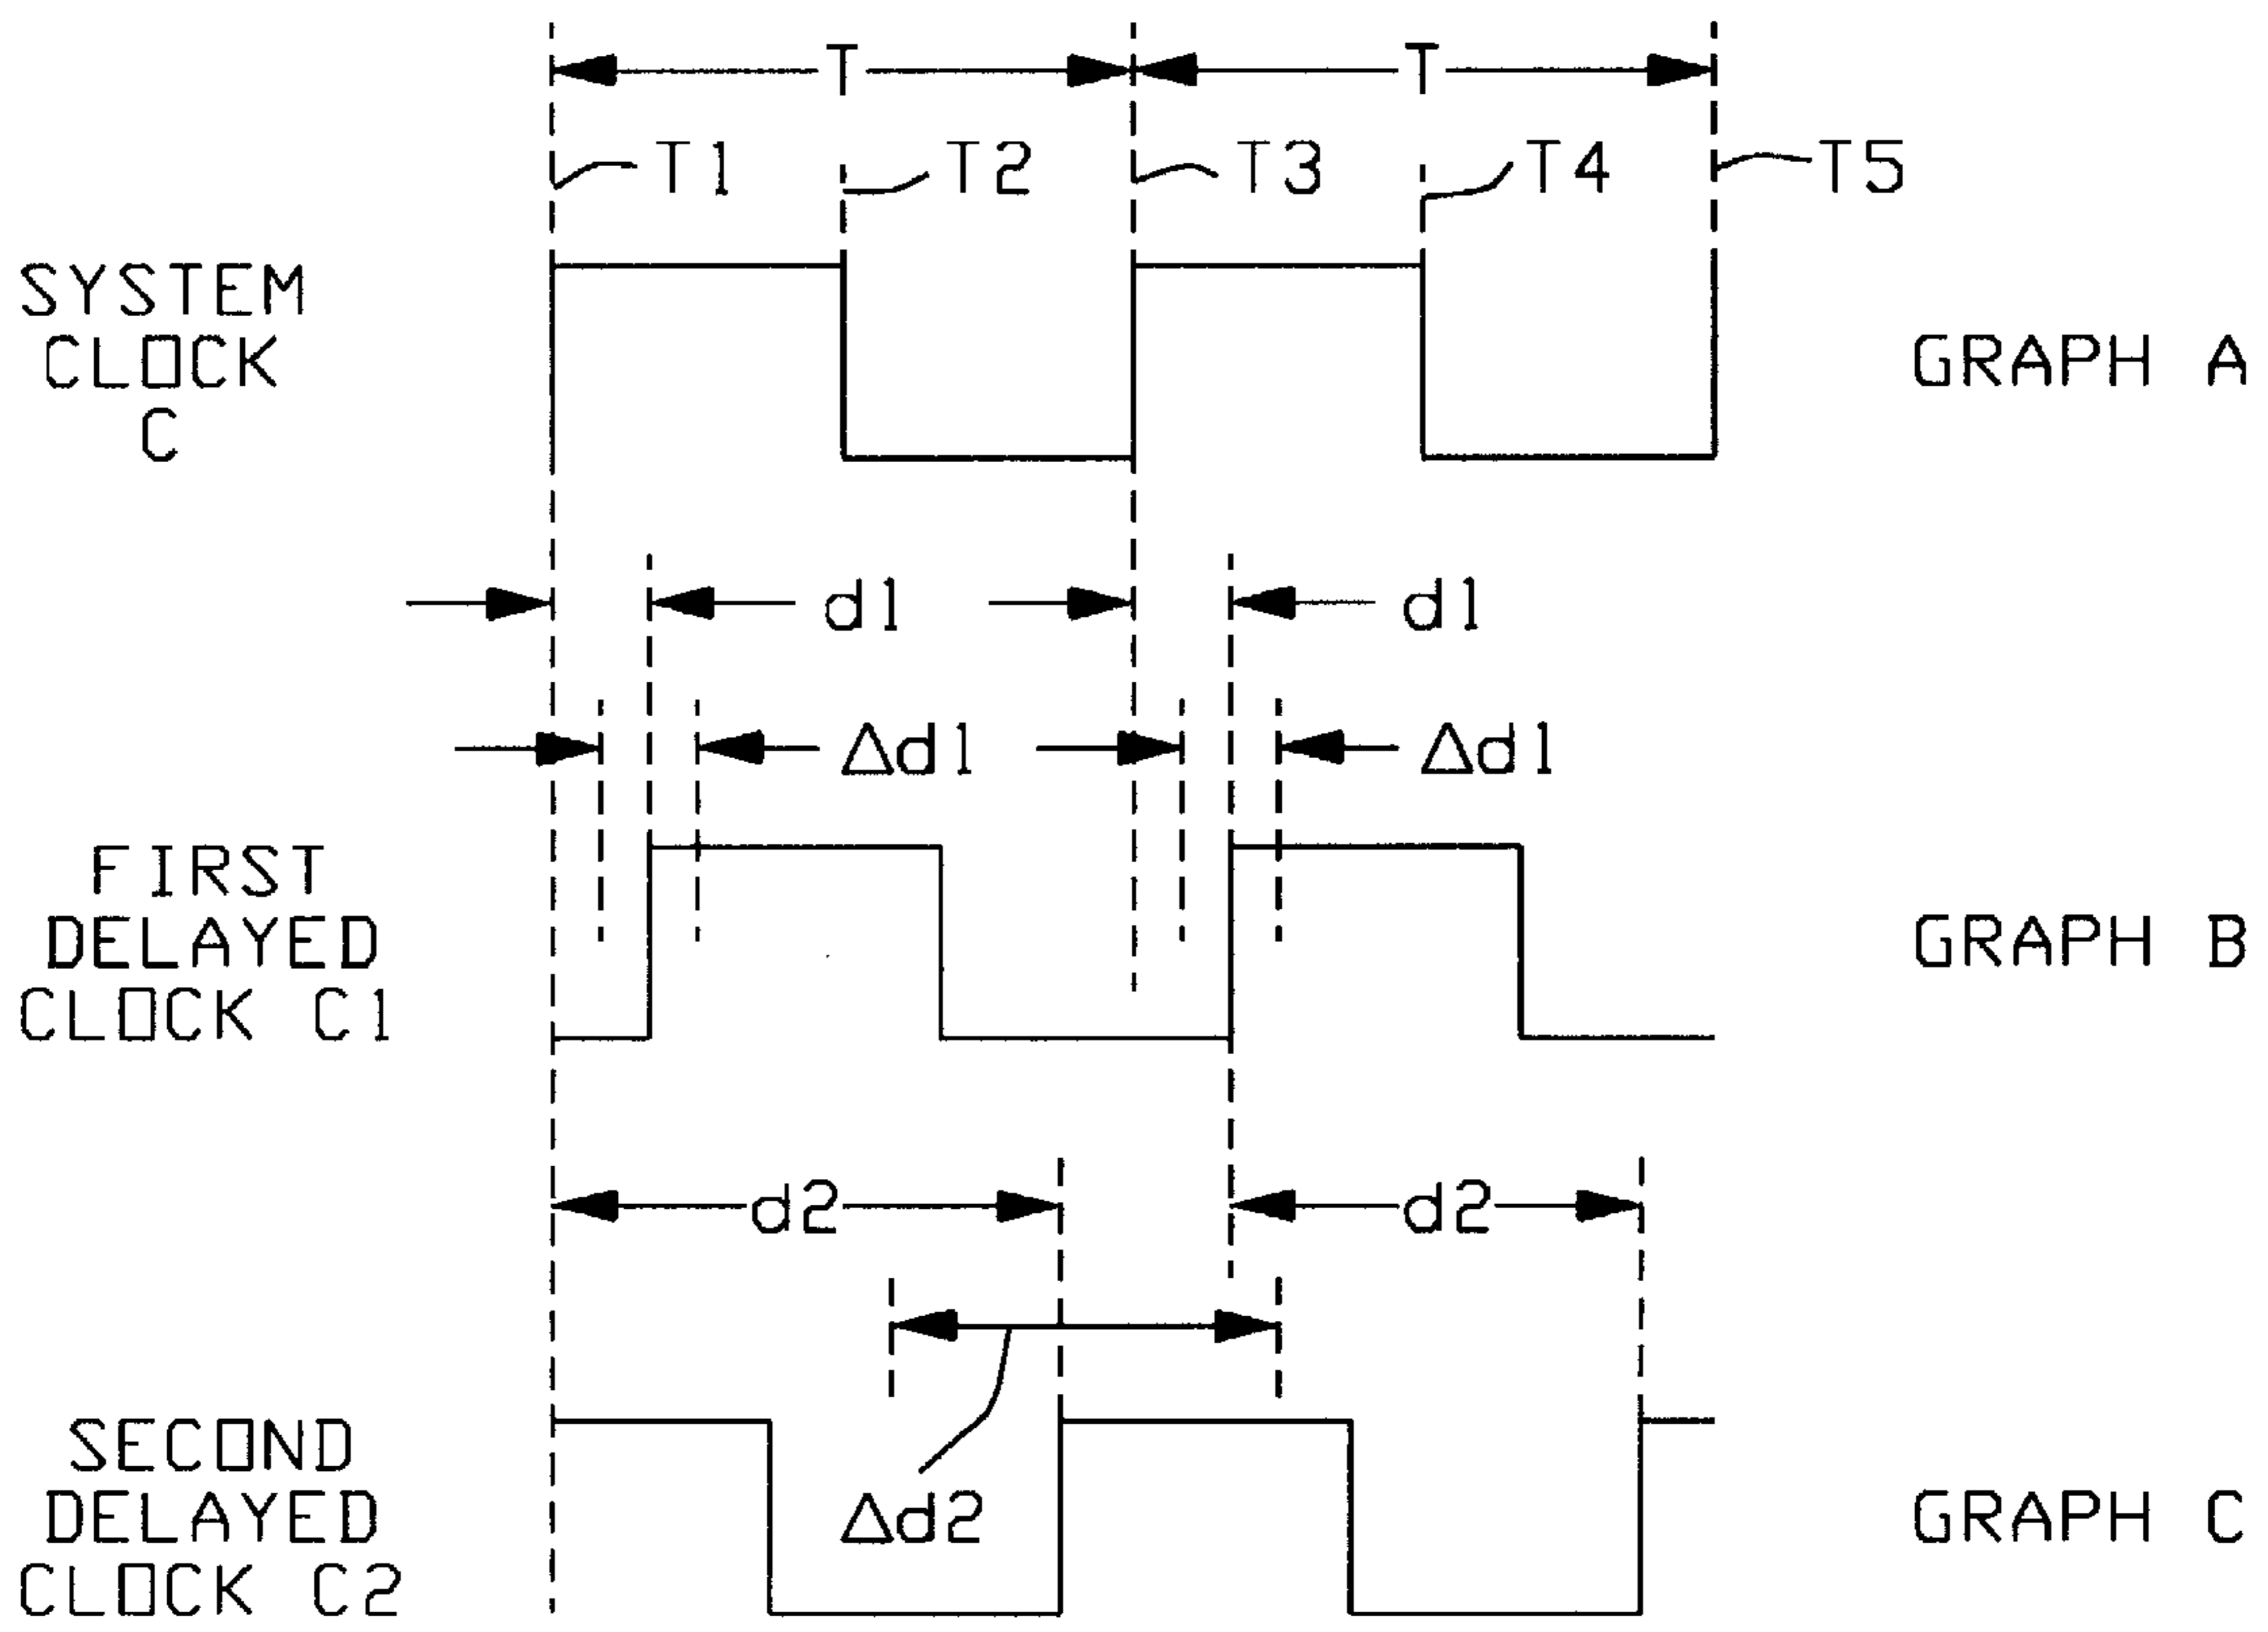 T T
T1 T2 T3 T4 T5
SYSTEM
CLOCK
C
GRAPH A
d1 d1
Δd1 Δd1
FIRST
DELAYED
CLOCK C1
GRAPH B
d2 d2
Δd2
SECOND
DELAYED
CLOCK C2
GRAPH C